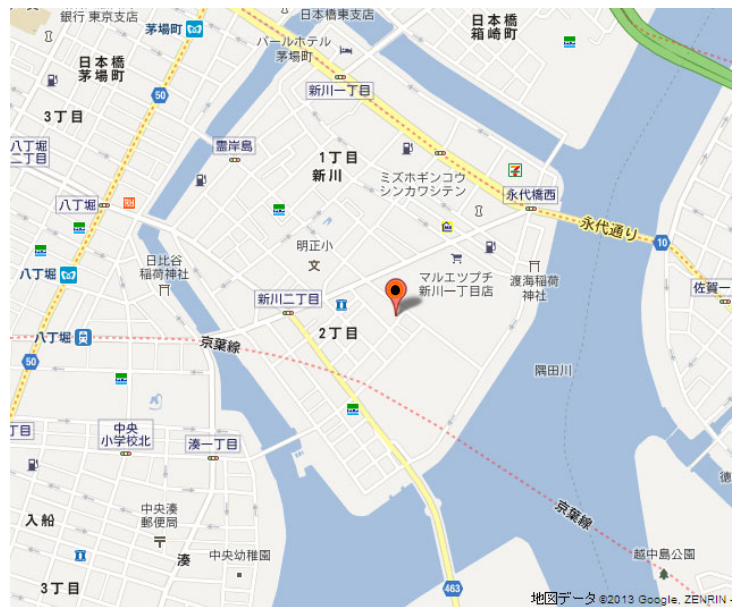 銀行 東京支店
茅場町
日本橋東支店
パールホテル
茅場町
日本橋
箱崎町
日本橋
茅場町
50
新川一丁目
3丁目
八丁堀
二丁目
霊岸島
1丁目
新川
ミズホギンコウ
シンカワシテン
7
永代橋西
八丁堀
RH
永代通り
10
日比谷
稲荷神社
明正小
文
マルエツプチ
新川一丁目店
渡海稲荷
神社
佐賀一
八丁堀
新川二丁目
2丁目
八丁堀
京葉線
50
隅田川
丁目
中央
小学校北
湊一丁目
徳
入船
中央湊
郵便局
湊
中央幼稚園
京葉線
越中島公園
3丁目
463
地図データ ©2013 Google, ZENRIN -